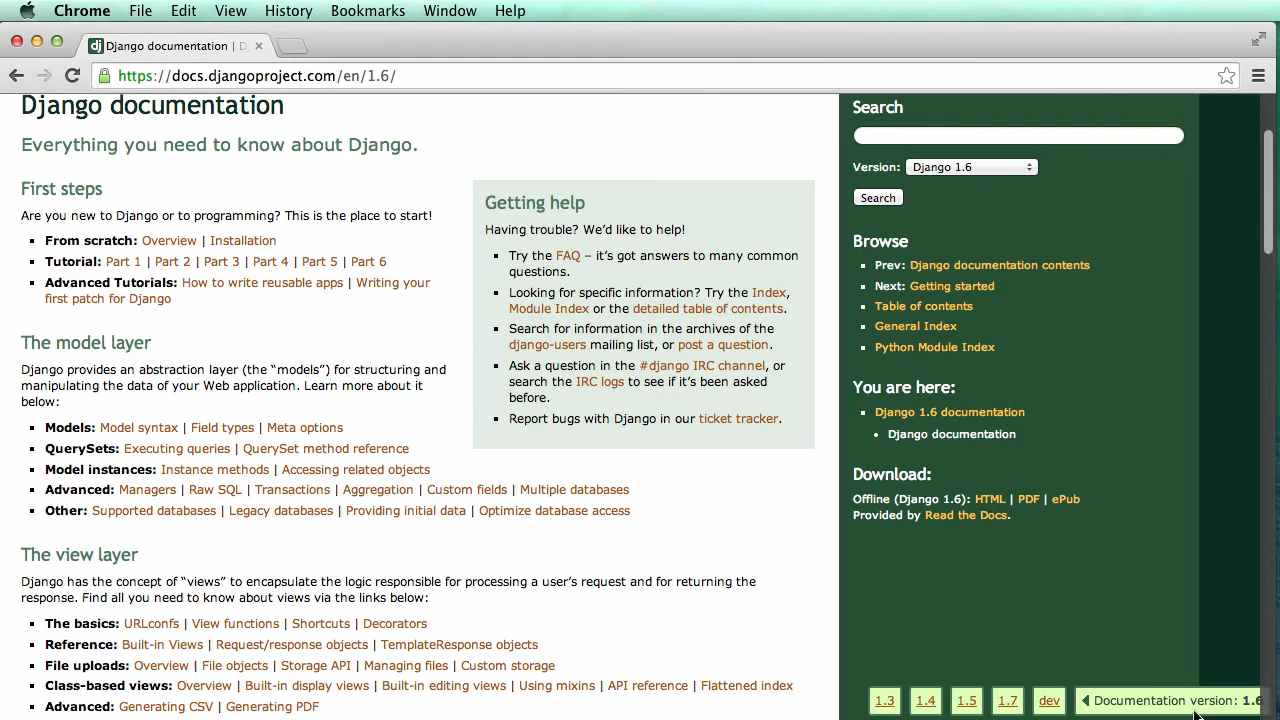 Chrome File Edit View History Bookmarks Window Help
dj Django documentation | D
https://docs.djangoproject.com/en/1.6/
Django documentation
Everything you need to know about Django.
First steps
Are you new to Django or to programming? This is the place to start!
From scratch: Overview | Installation
Tutorial: Part 1 | Part 2 | Part 3 | Part 4 | Part 5 | Part 6
Advanced Tutorials: How to write reusable apps | Writing your
first patch for Django
Getting help
Having trouble? We’d like to help!
Try the FAQ – it’s got answers to many common
questions.
Looking for specific information? Try the Index,
Module Index or the detailed table of contents.
Search for information in the archives of the
django-users mailing list, or post a question.
Ask a question in the #django IRC channel, or
search the IRC logs to see if it’s been asked
before.
Report bugs with Django in our ticket tracker.
The model layer
Django provides an abstraction layer (the “models”) for structuring and
manipulating the data of your Web application. Learn more about it
below:
Models: Model syntax | Field types | Meta options
QuerySets: Executing queries | QuerySet method reference
Model instances: Instance methods | Accessing related objects
Advanced: Managers | Raw SQL | Transactions | Aggregation | Custom fields | Multiple databases
Other: Supported databases | Legacy databases | Providing initial data | Optimize database access
The view layer
Django has the concept of “views” to encapsulate the logic responsible for processing a user’s request and for returning the
response. Find all you need to know about views via the links below:
The basics: URLconfs | View functions | Shortcuts | Decorators
Reference: Built-in Views | Request/response objects | TemplateResponse objects
File uploads: Overview | File objects | Storage API | Managing files | Custom storage
Class-based views: Overview | Built-in display views | Built-in editing views | Using mixins | API reference | Flattened index
Advanced: Generating CSV | Generating PDF
Search
Version: Django 1.6
Search
Browse
Prev: Django documentation contents
Next: Getting started
Table of contents
General Index
Python Module Index
You are here:
Django 1.6 documentation
Django documentation
Download:
Offline (Django 1.6): HTML | PDF | ePub
Provided by Read the Docs.
1.3 1.4 1.5 1.7 dev Documentation version: 1.6